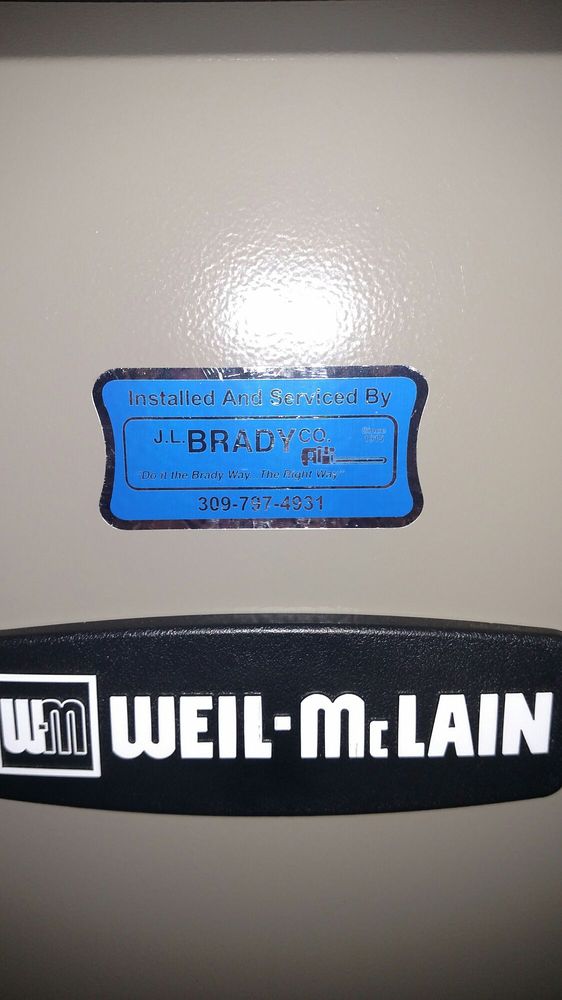 Installed And Serviced By
J.L. BRADY CO.
Since
"Do it the Brady Way...The Right Way"
309-797-4931
WM WEIL-McLAIN